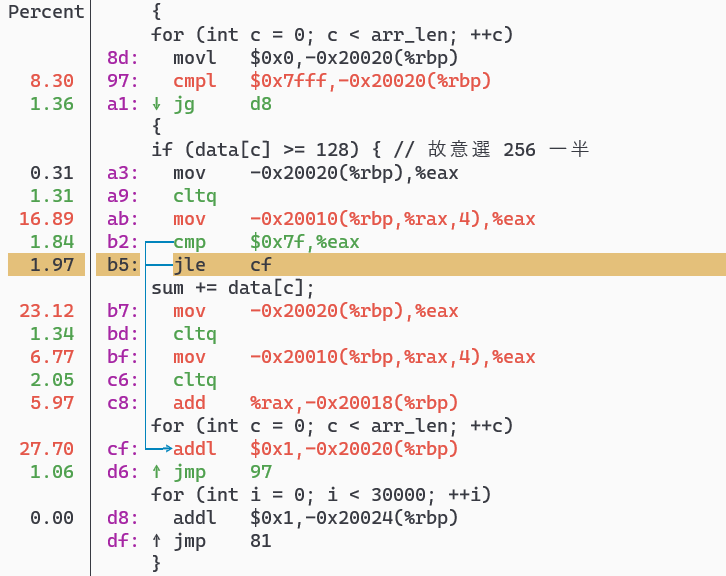 Percent {
for (int c = 0; c < arr_len; ++c)
8d: movl $0x0,-0x20020(%rbp)
8.30 97: cmpl $0x7fff,-0x20020(%rbp)
1.36 a1: ↓ jg d8
{
if (data[c] >= 128) { // 故意選 256 一半
0.31 a3: mov -0x20020(%rbp),%eax
1.31 a9: cltq
16.89 ab: mov -0x20010(%rbp,%rax,4),%eax
1.84 b2: cmp $0x7f,%eax
1.97 b5: jle cf
sum += data[c];
23.12 b7: mov -0x20020(%rbp),%eax
1.34 bd: cltq
6.77 bf: mov -0x20010(%rbp,%rax,4),%eax
2.05 c6: cltq
5.97 c8: add %rax,-0x20018(%rbp)
for (int c = 0; c < arr_len; ++c)
27.70 cf: addl $0x1,-0x20020(%rbp)
1.06 d6: ↑ jmp 97
for (int i = 0; i < 30000; ++i)
0.00 d8: addl $0x1,-0x20024(%rbp)
df: ↑ jmp 81
}